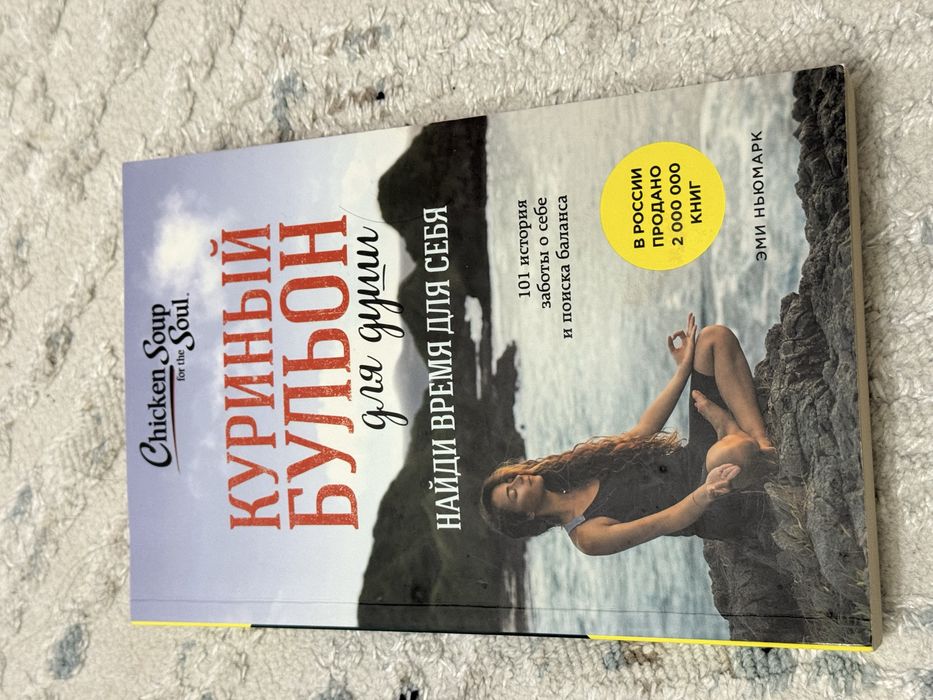 Chicken Soup
for the Soul®
КУРИНЫЙ
БУЛЬОН
для души
НАЙДИ ВРЕМЯ ДЛЯ СЕБЯ
101 история
заботы о себе
и поиска баланса
В РОССИИ
ПРОДАНО
2 000 000
КНИГ
ЭМИ НЬЮМАРК